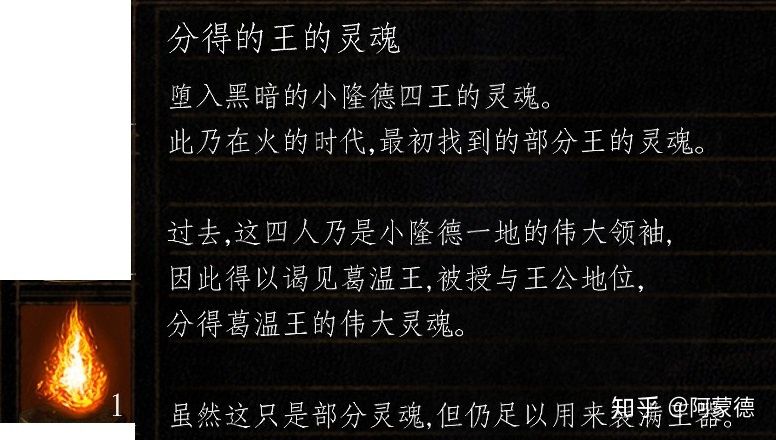 分得的王的灵魂
堕入黑暗的小隆德四王的灵魂。
此乃在火的时代,最初找到的部分王的灵魂。
过去,这四人乃是小隆德一地的伟大领袖,
因此得以谒见葛温王,被授与王公地位,
分得葛温王的伟大灵魂。
1
虽然这只是部分灵魂,但仍足以用来装满王器。
知乎 @阿蒙德